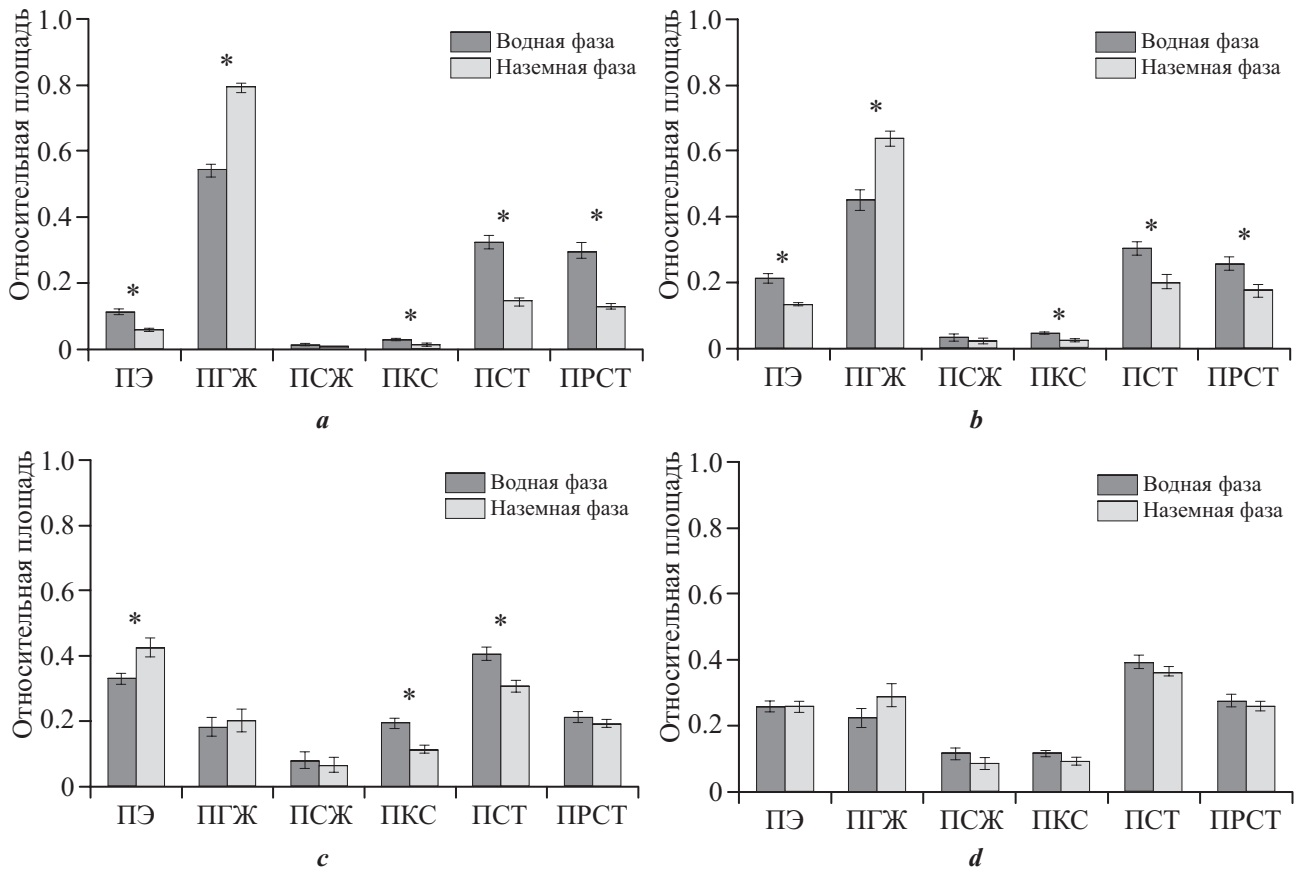 Относительная площадь
1.0
0.8
0.6
0.4
0.2
0
*
*
*
*
*
Водная фаза
Наземная фаза
ПЭ ПГЖ ПСЖ ПКС ПСТ ПРСТ
a
Относительная площадь
1.0
0.8
0.6
0.4
0.2
0
*
*
*
*
*
Водная фаза
Наземная фаза
ПЭ ПГЖ ПСЖ ПКС ПСТ ПРСТ
b
Относительная площадь
1.0
0.8
0.6
0.4
0.2
0
*
*
*
Водная фаза
Наземная фаза
ПЭ ПГЖ ПСЖ ПКС ПСТ ПРСТ
c
Относительная площадь
1.0
0.8
0.6
0.4
0.2
0
Водная фаза
Наземная фаза
ПЭ ПГЖ ПСЖ ПКС ПСТ ПРСТ
d